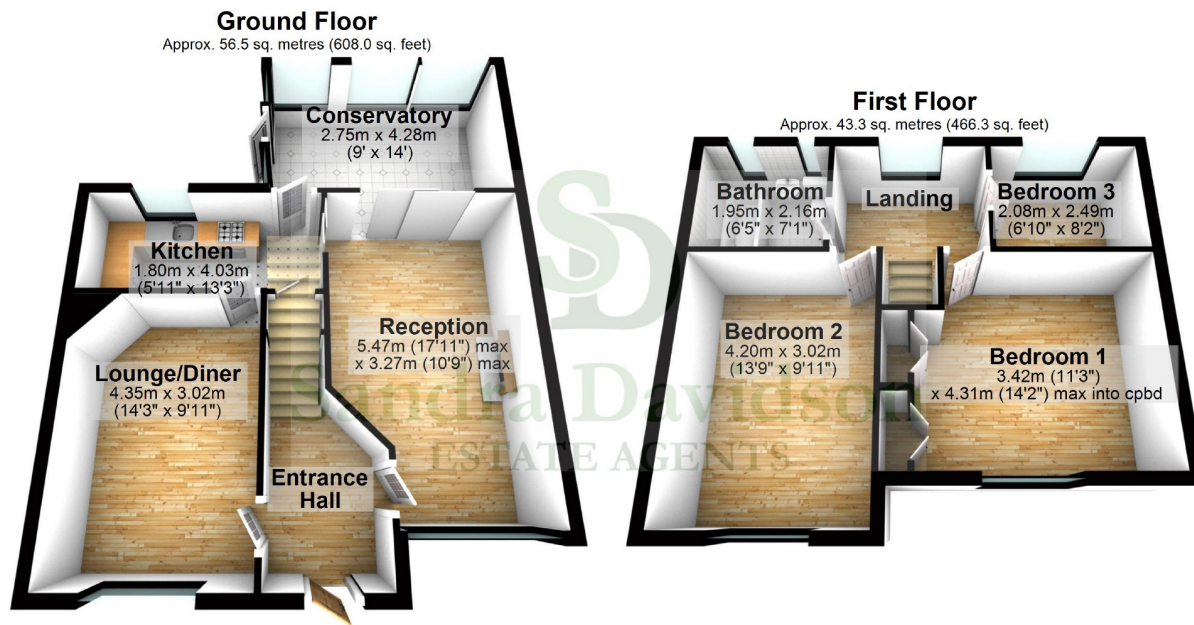 Ground Floor
Approx. 56.5 sq. metres (608.0 sq. feet)
Conservatory
2.75m x 4.28m
(9' x 14')
Kitchen
1.80m x 4.03m
(5'11" x 13'3")
Reception
5.47m (17'11") max
x 3.27m (10'9") max
Lounge/Diner
4.35m x 3.02m
(14'3" x 9'11")
Entrance
Hall
First Floor
Approx. 43.3 sq. metres (466.3 sq. feet)
Bathroom
1.95m x 2.16m
(6'5" x 7'1")
Landing
Bedroom 3
2.08m x 2.49m
(6'10" x 8'2")
Bedroom 2
4.20m x 3.02m
(13'9" x 9'11")
Bedroom 1
3.42m (11'3")
x 4.31m (14'2") max into cpbd
SD
Sandra Davidson
ESTATE AGENTS